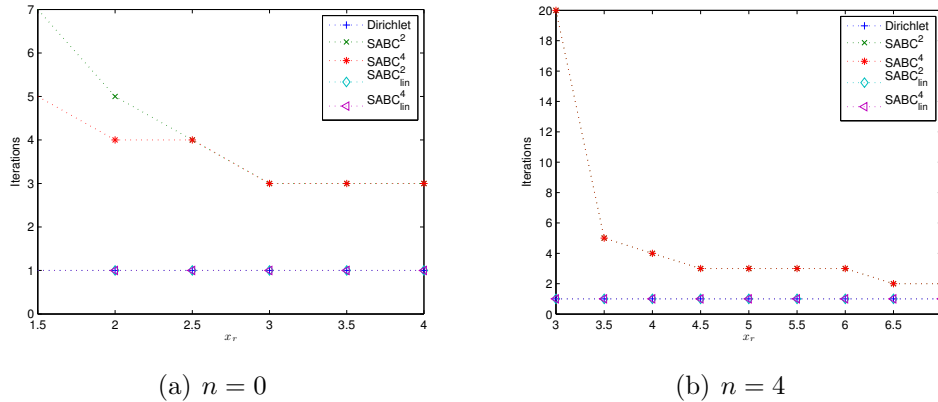 7
6
5
4
3
2
1
0
Iterations
1.5 2 2.5 3 3.5 4
x_r
Dirichlet
SABC^2
SABC^4
SABC^2_lin
SABC^4_lin
(a) n = 0
20
18
16
14
12
10
8
6
4
2
0
Iterations
3 3.5 4 4.5 5 5.5 6 6.5
x_r
Dirichlet
SABC^2
SABC^4
SABC^2_lin
SABC^4_lin
(b) n = 4